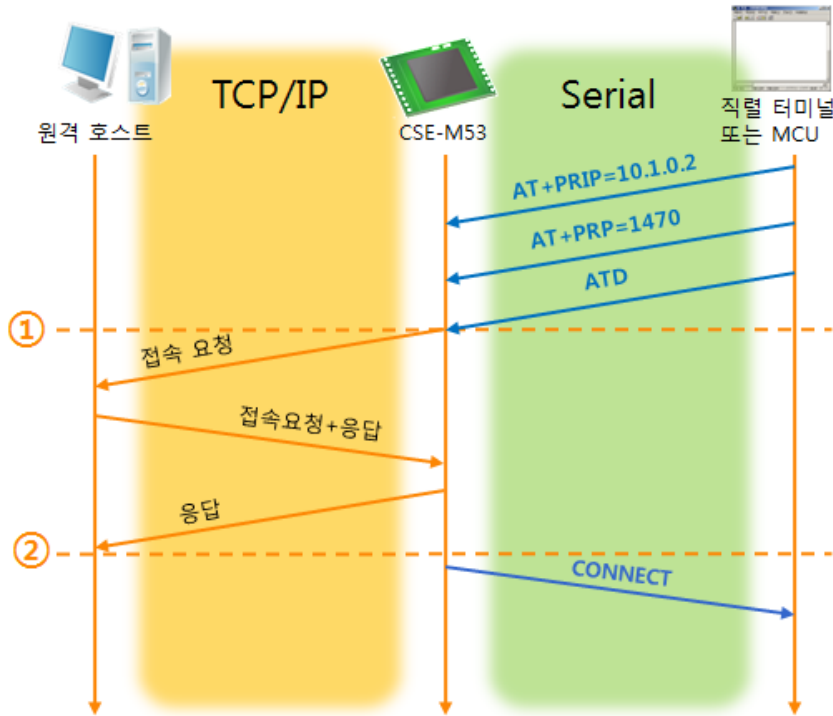 TCP/IP
Serial
원격 호스트
CSE-M53
직렬 터미널
또는 MCU
AT+PRIP=10.1.0.2
AT+PRP=1470
ATD
①
접속 요청
접속요청+응답
응답
②
CONNECT